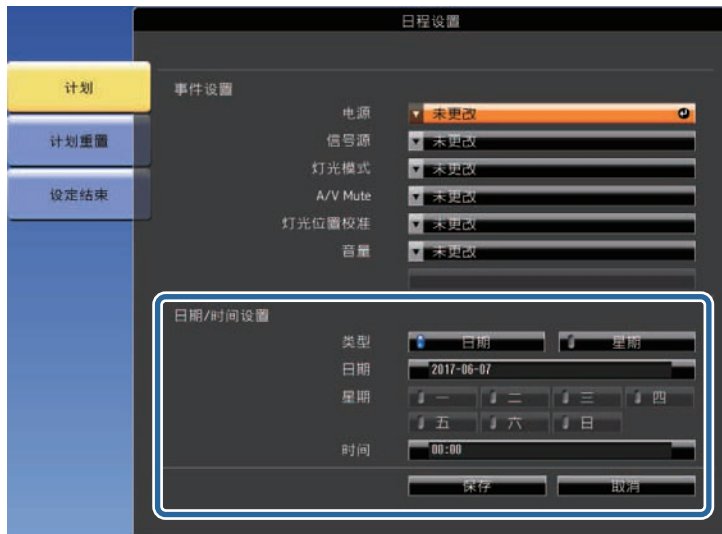 日程设置
计划
计划重置
设定结束
事件设置
电源 未更改
信号源 未更改
灯光模式 未更改
A/V Mute 未更改
灯光位置校准 未更改
音量 未更改
日期/时间设置
类型 日期 星期
日期 2017-06-07
星期 一 二 三 四
五 六 日
时间 00:00
保存 取消